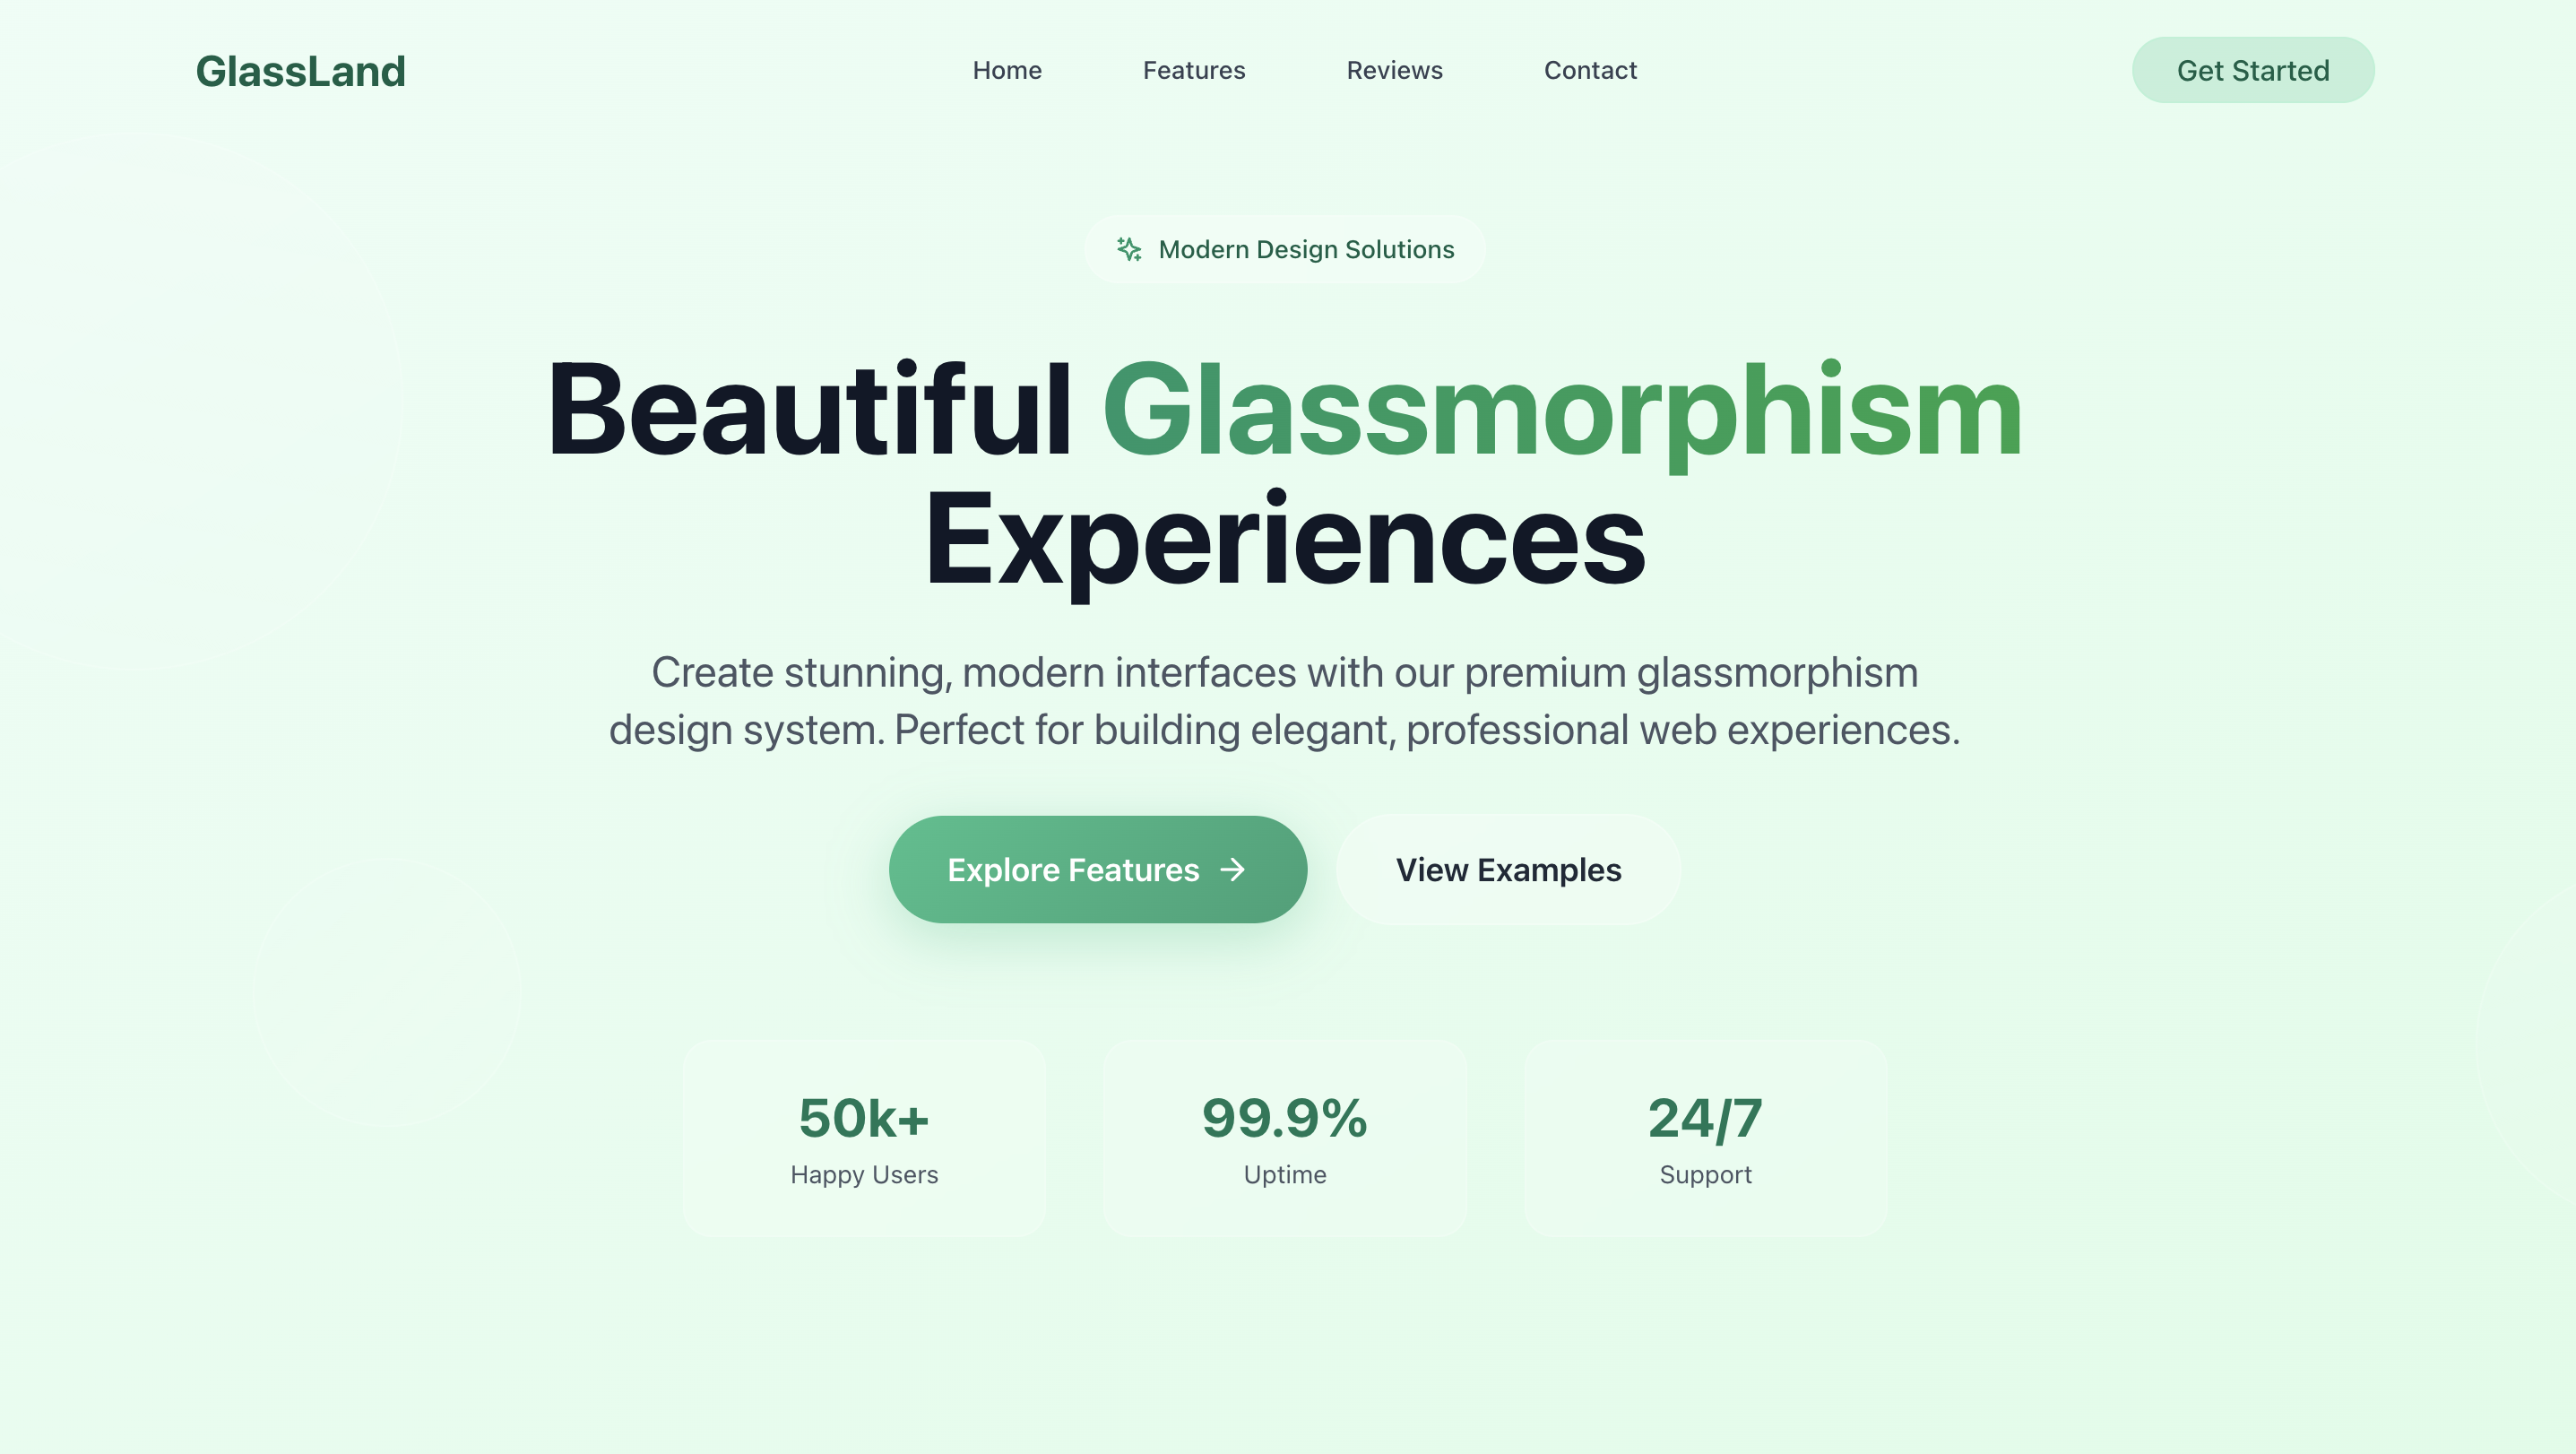 GlassLand
Home
Features
Reviews
Contact
Get Started
Modern Design Solutions
Beautiful Glassmorphism
Experiences
Create stunning, modern interfaces with our premium glassmorphism
design system. Perfect for building elegant, professional web experiences.
Explore Features →
View Examples
50k+
Happy Users
99.9%
Uptime
24/7
Support